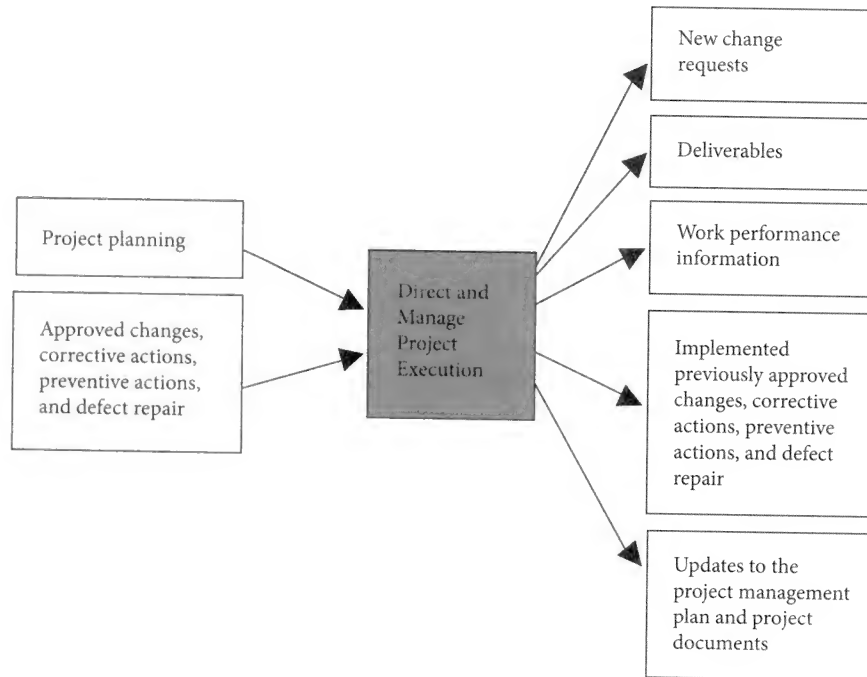 Project planning
Approved changes,
corrective actions,
preventive actions,
and defect repair
Direct and
Manage
Project
Execution
New change
requests
Deliverables
Work performance
information
Implemented
previously approved
changes, corrective
actions, preventive
actions, and defect
repair
Updates to the
project management
plan and project
documents